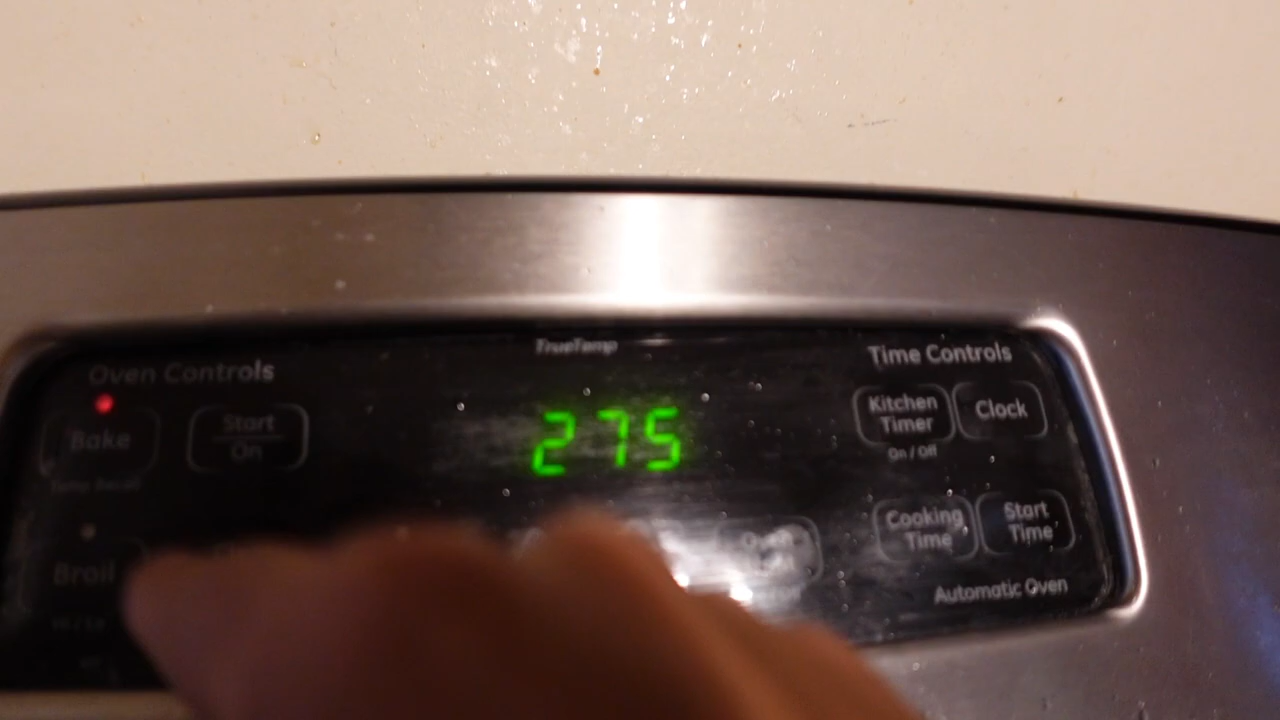 TrueTemp
Oven Controls
Time Controls
Bake
Start
On
275
Kitchen
Timer
Clock
On / Off
Broil
Cooking
Time
Start
Time
Automatic Oven